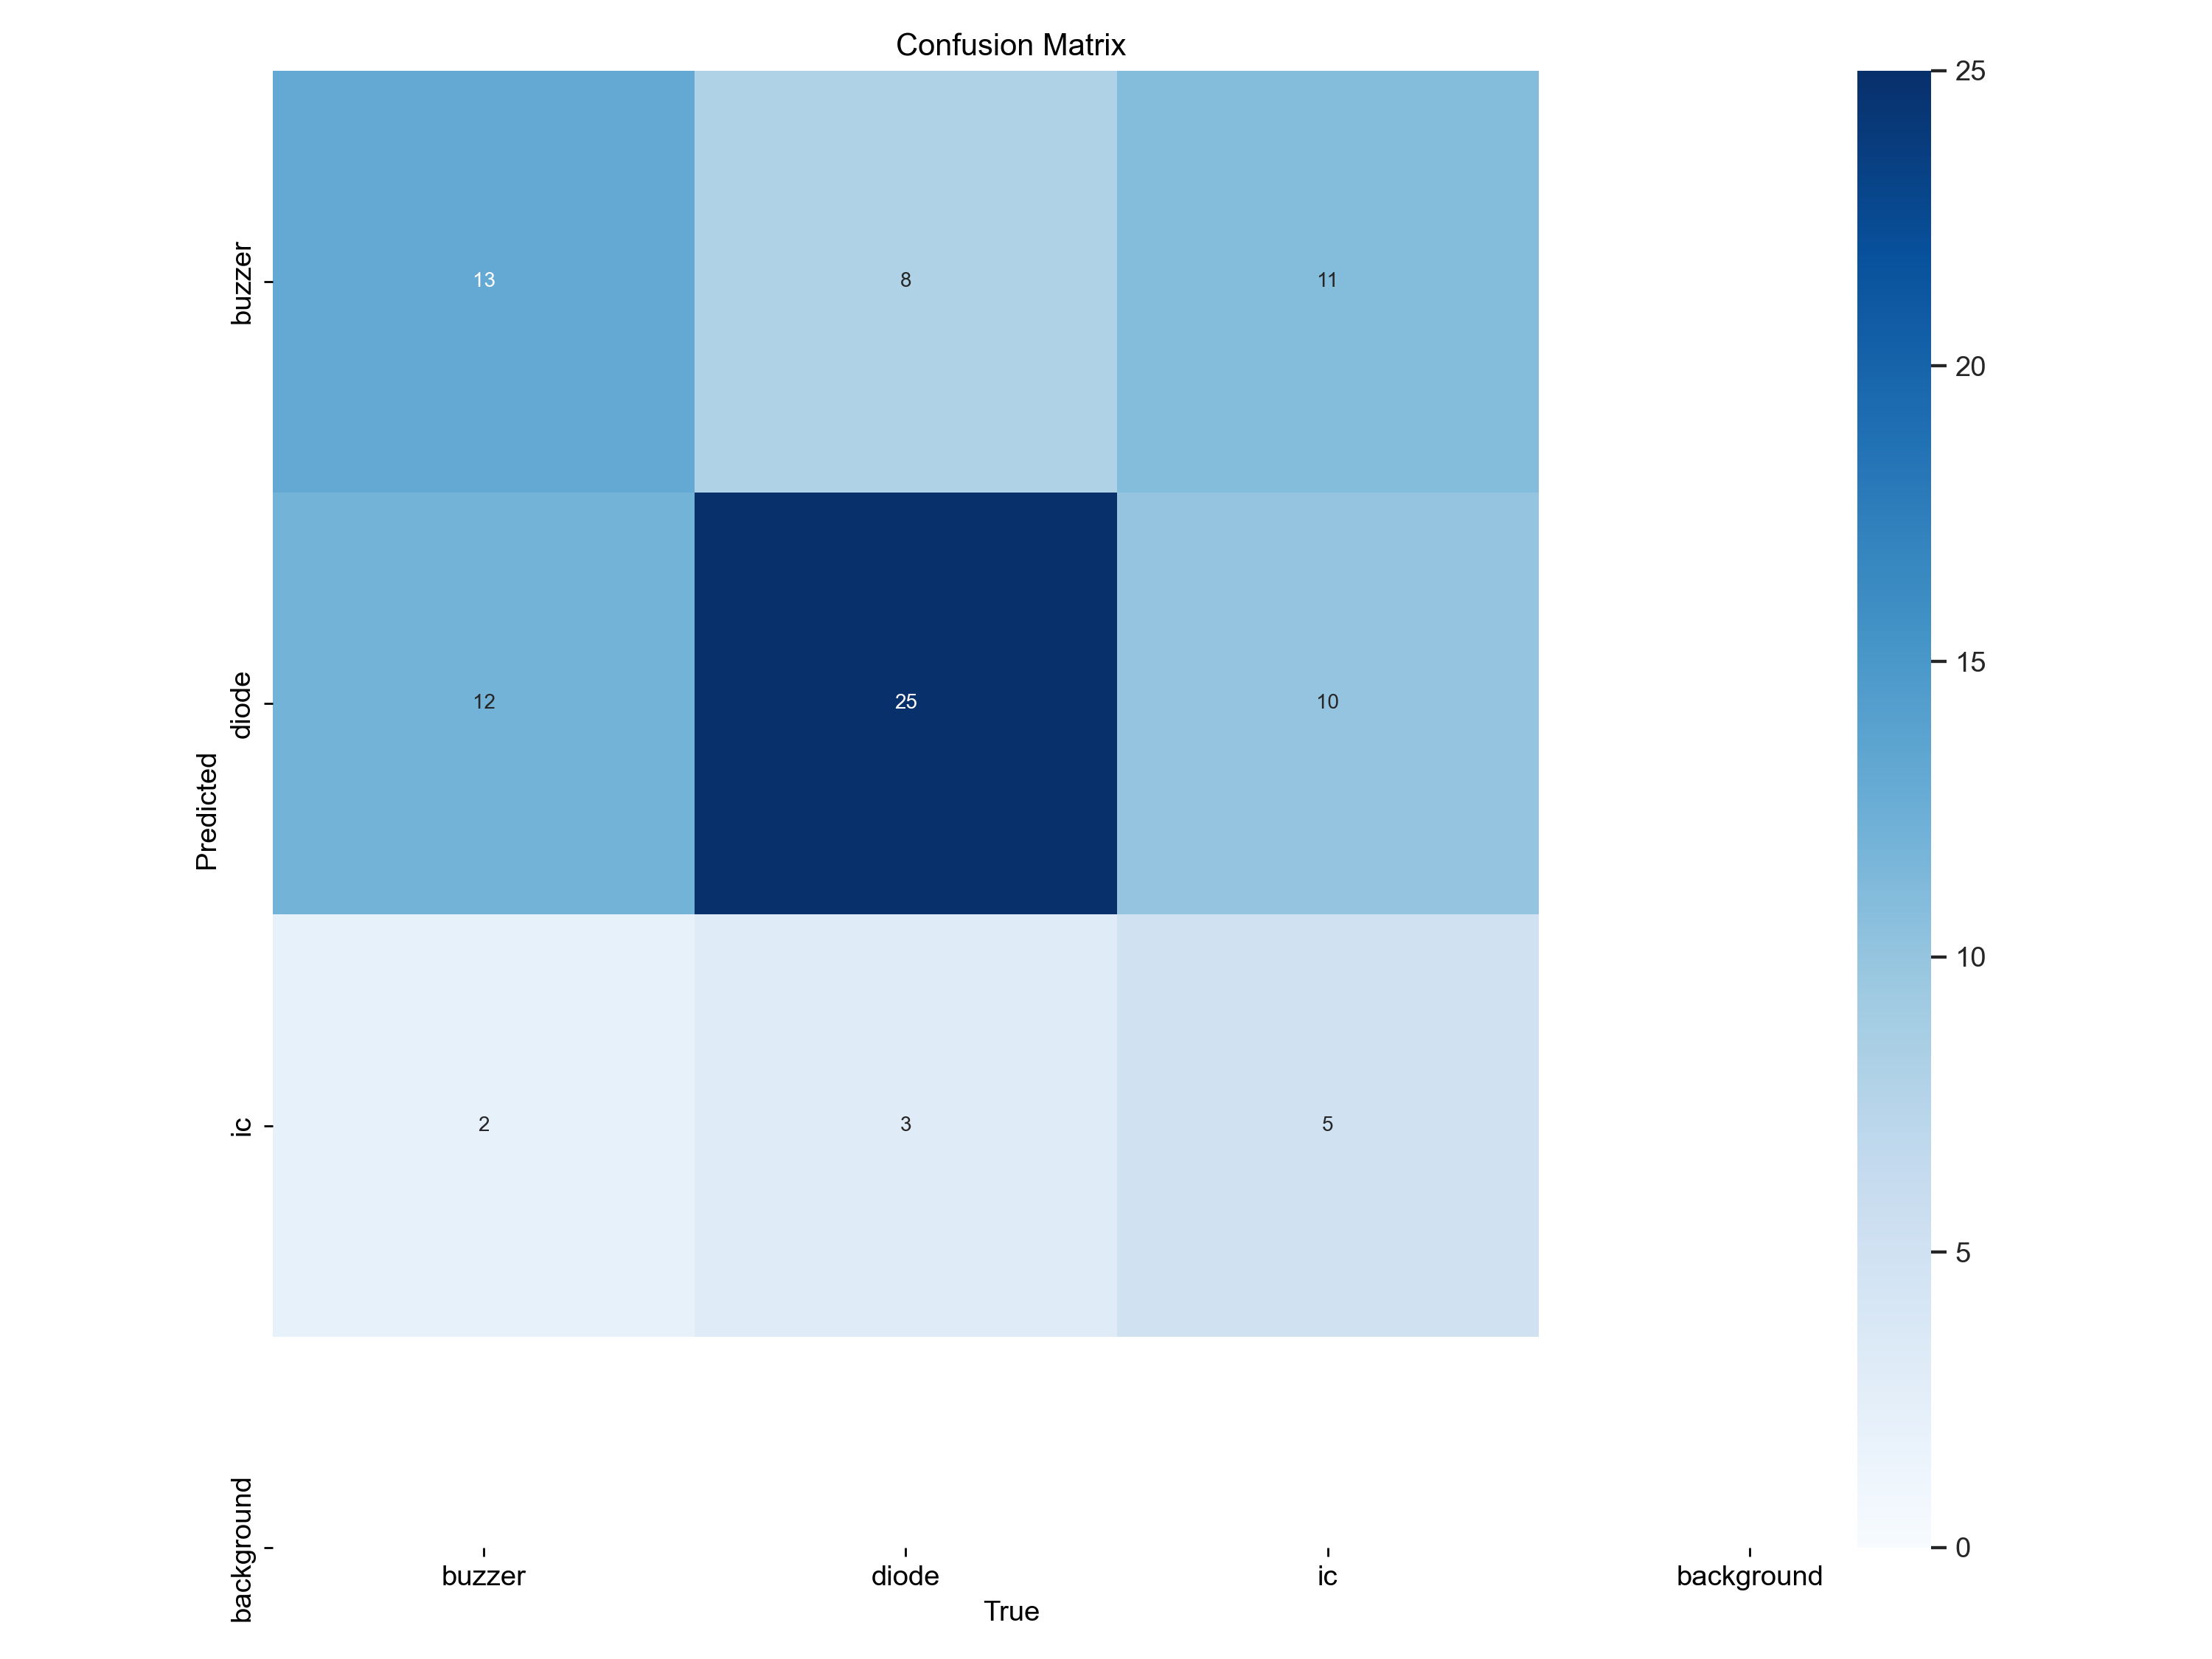 Confusion Matrix
buzzer
13
8
11
diode
12
25
10
ic
2
3
5
background
Predicted
buzzer
diode
ic
background
True
25
20
15
10
5
0